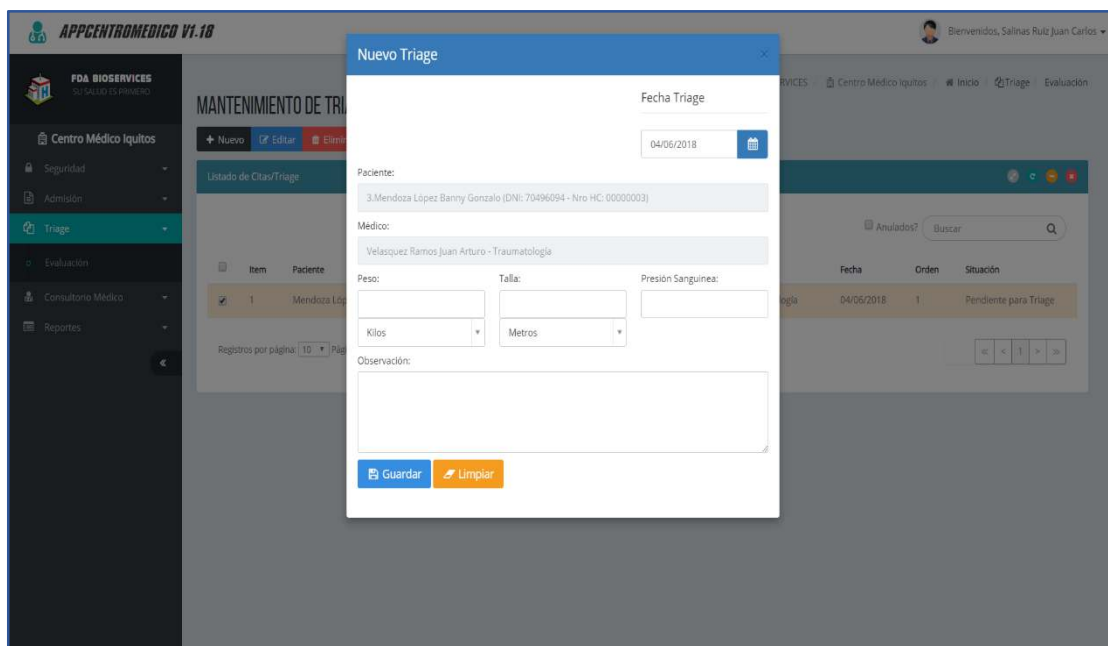 APPCENTROMEDICO V1.18
Bienvenidos, Salinas Ruiz Juan Carlos
FDA BIOSERVICES
SU SALUD ES PRIMERO
Centro Médico Iquitos
Seguridad
Admisión
Triage
Evaluación
Consultorio Médico
Reportes
RVICES / Centro Médico Iquitos / Inicio / Triage / Evaluación
MANTENIMIENTO DE TRI
Nuevo Editar Elimin
Listado de Citas/Triage
Anulados? Buscar
Item Paciente Fecha Orden Situación
1 Mendoza Lóp ogía 04/06/2018 1 Pendiente para Triage
Registros por página: 10 Pági
« < 1 > »
Nuevo Triage ×
Fecha Triage
04/06/2018
Paciente:
3.Mendoza López Banny Gonzalo (DNI: 70496094 - Nro HC: 00000003)
Médico:
Velasquez Ramos Juan Arturo - Traumatología
Peso: Talla: Presión Sanguinea:
Kilos Metros
Observación:
Guardar Limpiar